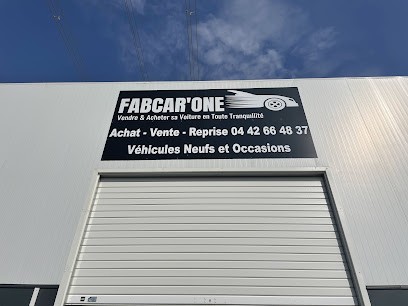 FABCAR'ONE
Vendre & Acheter sa Voiture en Toute Tranquilité
Achat - Vente - Reprise 04 42 66 48 37
Véhicules Neufs et Occasions